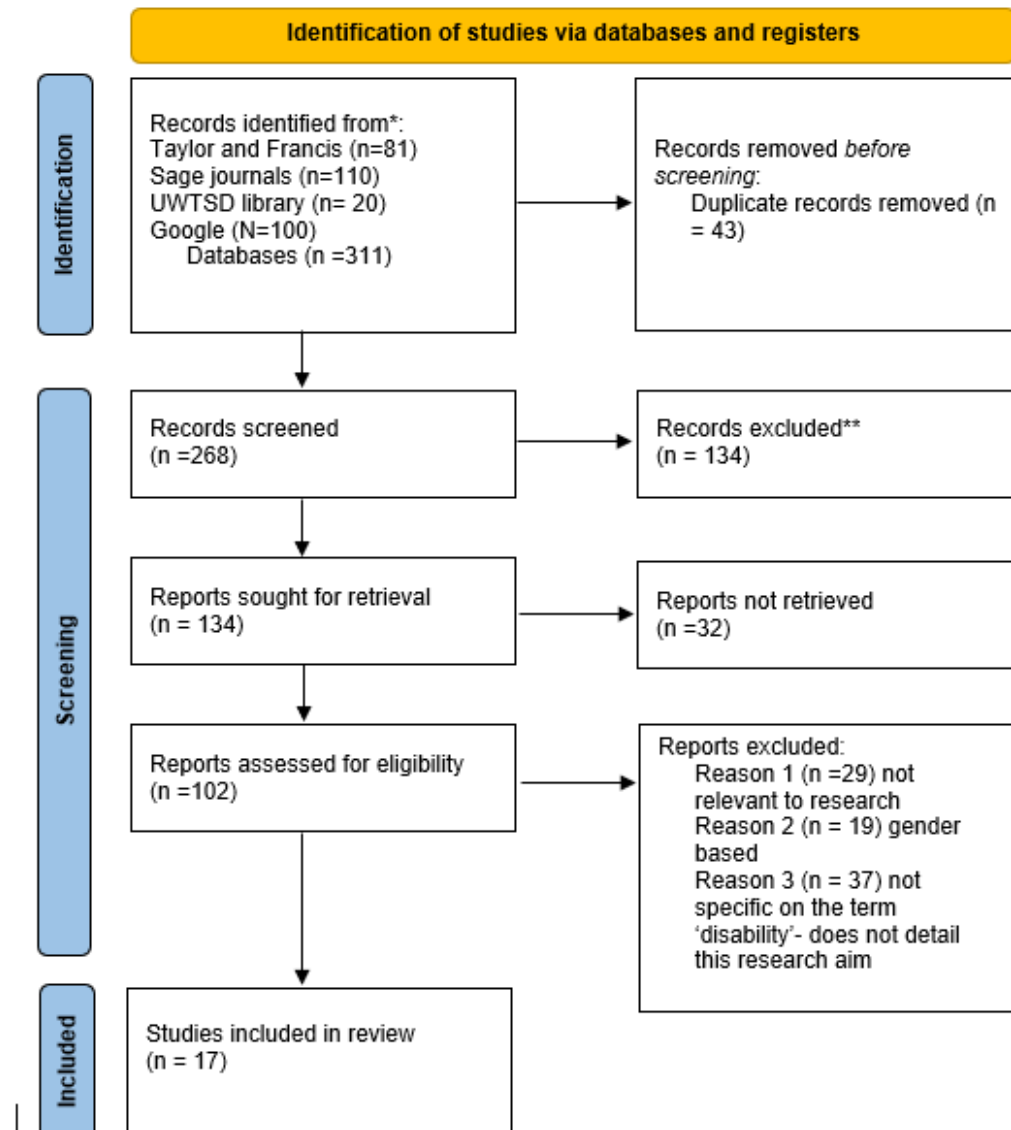 Identification of studies via databases and registers
Identification
Records identified from*:
Taylor and Francis (n=81)
Sage journals (n=110)
UWTSD library (n= 20)
Google (N=100)
Databases (n =311)
Records removed before
screening:
Duplicate records removed (n
= 43)
Screening
Records screened
(n =268)
Records excluded**
(n = 134)
Reports sought for retrieval
(n = 134)
Reports not retrieved
(n =32)
Reports assessed for eligibility
(n =102)
Reports excluded:
Reason 1 (n =29) not
relevant to research
Reason 2 (n = 19) gender
based
Reason 3 (n = 37) not
specific on the term
‘disability’- does not detail
this research aim
Included
Studies included in review
(n = 17)